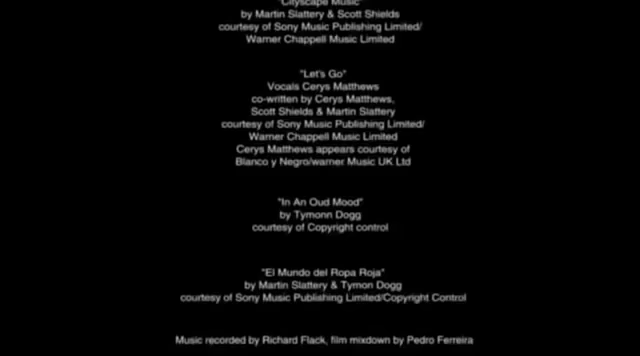 "Cityscape Music"
by Martin Slattery & Scott Shields
courtesy of Sony Music Publishing Limited/
Warner Chappell Music Limited
"Let's Go"
Vocals Cerys Matthews
co-written by Cerys Matthews,
Scott Shields & Martin Slattery
courtesy of Sony Music Publishing Limited/
Warner Chappell Music Limited
Cerys Matthews appears courtesy of
Blanco y Negro/warner Music UK Ltd
"In An Oud Mood"
by Tymonn Dogg
courtesy of Copyright control
"El Mundo del Ropa Roja"
by Martin Slattery & Tymon Dogg
courtesy of Sony Music Publishing Limited/Copyright Control
Music recorded by Richard Flack, film mixdown by Pedro Ferreira